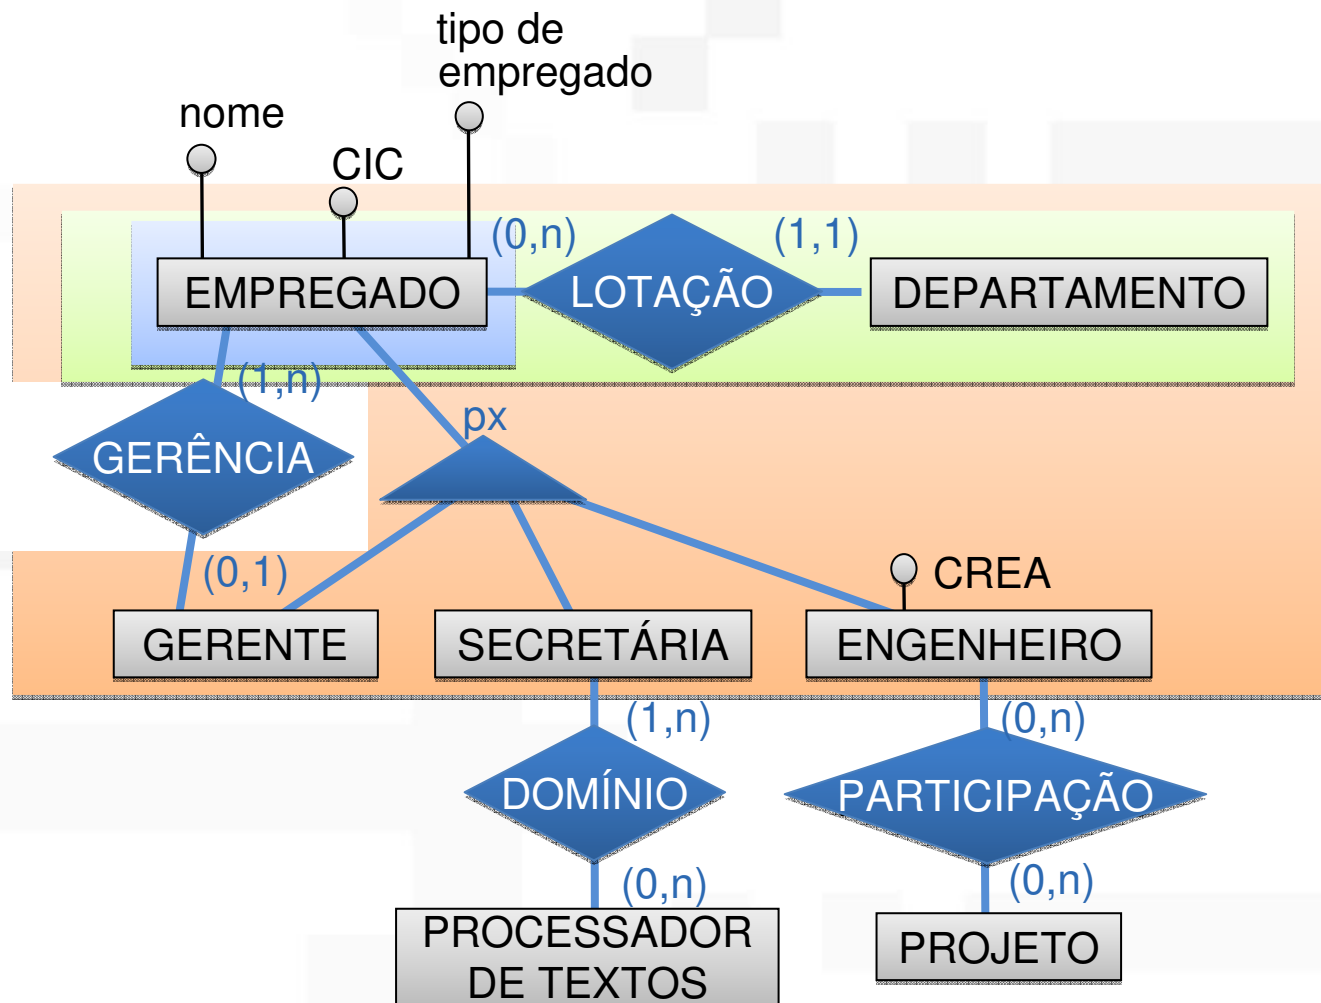 tipo de
empregado
nome
CIC
(0,n)
(1,1)
EMPREGADO
LOTAÇÃO
DEPARTAMENTO
(1,n)
px
GERÊNCIA
(0,1)
CREA
GERENTE
SECRETÁRIA
ENGENHEIRO
(1,n)
(0,n)
DOMÍNIO
PARTICIPAÇÃO
(0,n)
(0,n)
PROCESSADOR
DE TEXTOS
PROJETO